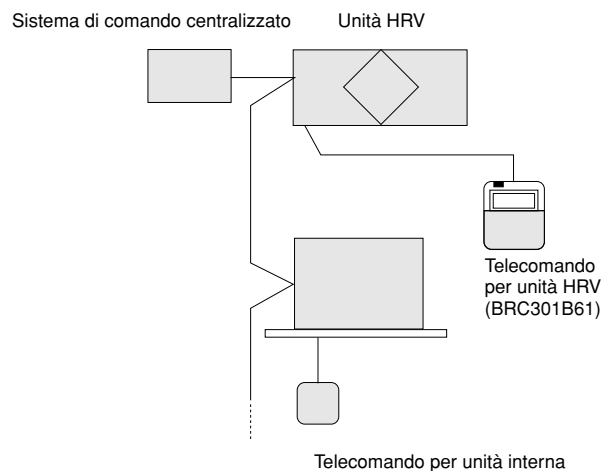 Sistema di comando centralizzato
Unità HRV
Telecomando
per unità HRV
(BRC301B61)
Telecomando per unità interna